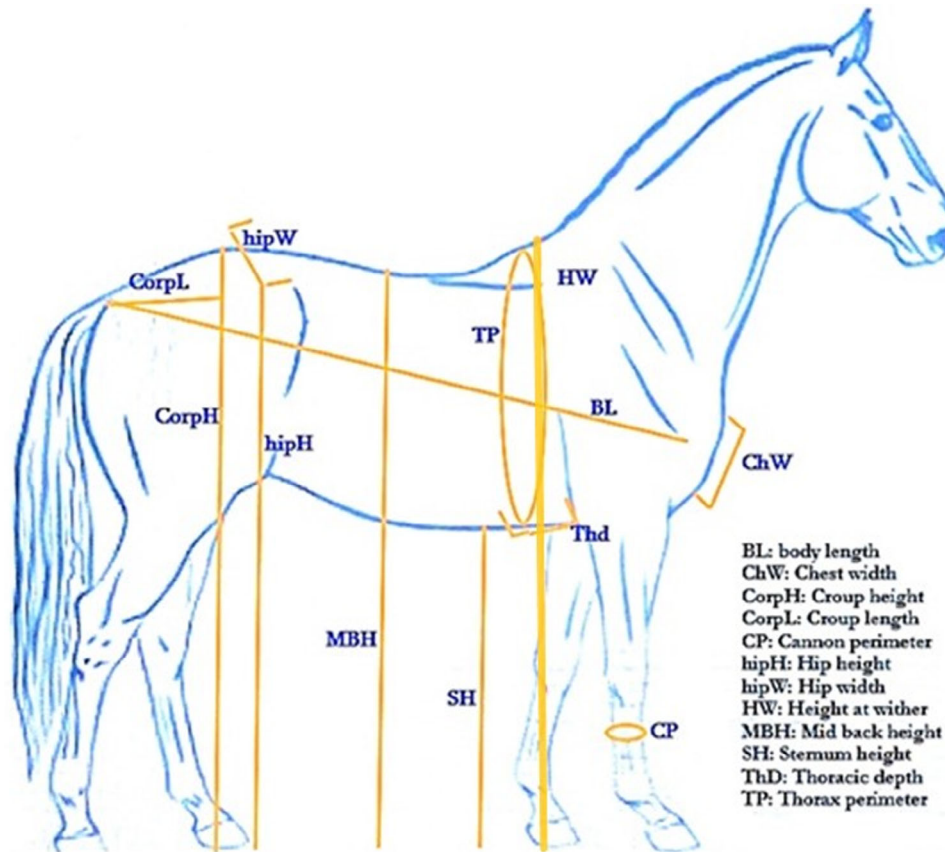 hipW
CorpL
HW
TP
BL
CorpH
hipH
ChW
Thd
MBH
SH
CP
BL: body length
ChW: Chest width
CorpH: Croup height
CorpL: Croup length
CP: Cannon perimeter
hipH: Hip height
hipW: Hip width
HW: Height at wither
MBH: Mid back height
SH: Sternum height
ThD: Thoracic depth
TP: Thorax perimeter